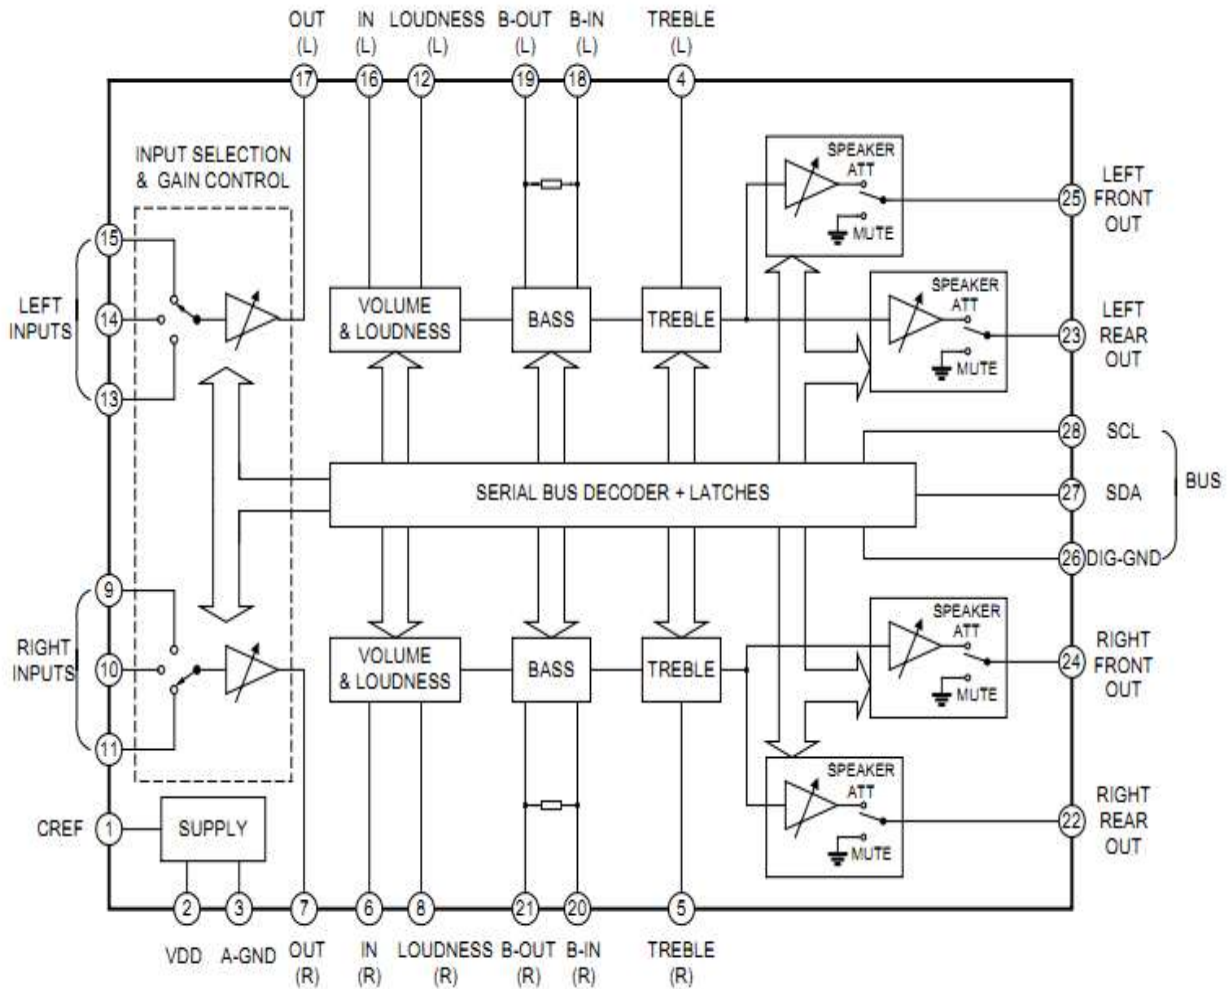 OUT IN LOUDNESS B-OUT B-IN TREBLE
(L) (L) (L) (L) (L) (L)
17 16 12 19 18 4
INPUT SELECTION
& GAIN CONTROL
SPEAKER
ATT
MUTE
25
LEFT
FRONT
OUT
15
14
13
LEFT
INPUTS
VOLUME
& LOUDNESS
BASS
TREBLE
SPEAKER
ATT
MUTE
23
LEFT
REAR
OUT
SERIAL BUS DECODER + LATCHES
28 SCL
27 SDA
26 DIG-GND
BUS
9
10
11
RIGHT
INPUTS
VOLUME
& LOUDNESS
BASS
TREBLE
SPEAKER
ATT
MUTE
24
RIGHT
FRONT
OUT
SPEAKER
ATT
MUTE
22
RIGHT
REAR
OUT
CREF 1 SUPPLY
2 3 7 6 8 21 20 5
VDD A-GND OUT IN LOUDNESS B-OUT B-IN TREBLE
(R) (R) (R) (R) (R) (R)